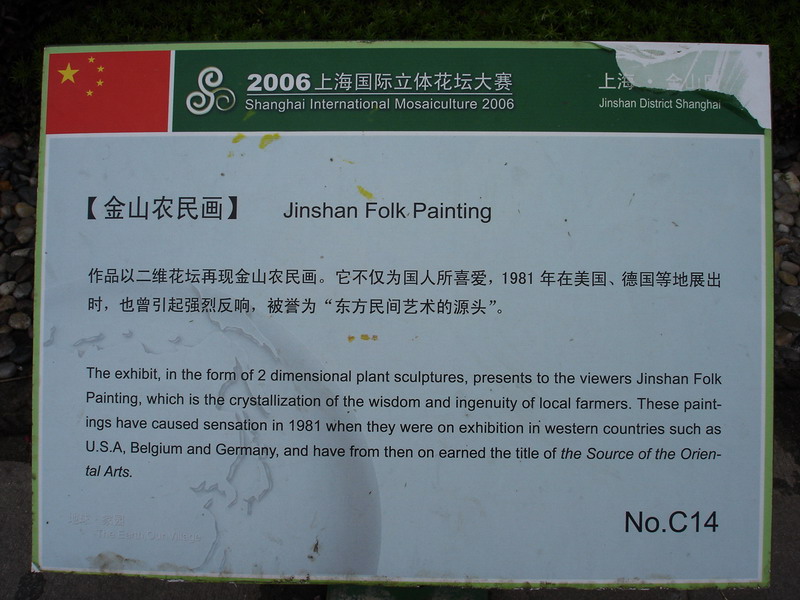 2006上海国际立体花坛大赛
Shanghai International Mosaiculture 2006
上海·金山
Jinshan District Shanghai
【金山农民画】 Jinshan Folk Painting
作品以二维花坛再现金山农民画。它不仅为国人所喜爱，1981年在美国、德国等地展出
时，也曾引起强烈反响，被誉为“东方民间艺术的源头”。
The exhibit, in the form of 2 dimensional plant sculptures, presents to the viewers Jinshan Folk
Painting, which is the crystallization of the wisdom and ingenuity of local farmers. These paint-
ings have caused sensation in 1981 when they were on exhibition in western countries such as
U.S.A, Belgium and Germany, and have from then on earned the title of the Source of the Orien-
tal Arts.
No.C14